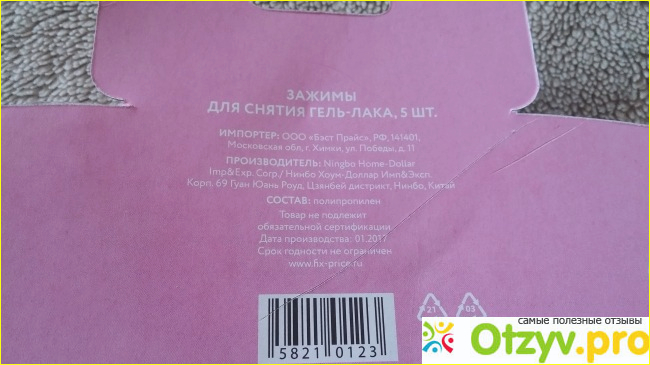 ЗАЖИМЫ
ДЛЯ СНЯТИЯ ГЕЛЬ-ЛАКА, 5 ШТ.
ИМПОРТЕР: ООО «Бэст Прайс», РФ, 141401,
Московская обл, г. Химки, ул. Победы, д. 11
ПРОИЗВОДИТЕЛЬ: Ningbo Home-Dollar
Imp&Exp. Corp./ Нинбо Хоум-Доллар Имп&Эксп.
Корп. 69 Гуан Юань Роуд, Цзянбей дистрикт, Нинбо, Китай
СОСТАВ: полипропилен
Товар не подлежит
обязательной сертификации
Дата производства: 01.2017
Срок годности не ограничен
www.fix-price.ru
5821 0123
21
03
самые полезные отзывы
Otzyv.pro